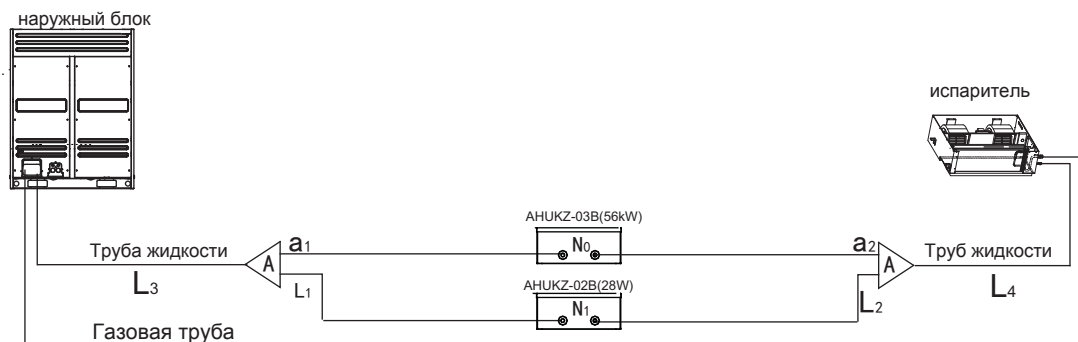 наружный блок
испаритель
AHUKZ-03B(56kW)
N0
Труба жидкости
A
a1
a2
A
Труб жидкости
L3
L1
AHUKZ-02B(28W)
N1
L2
L4
Газовая труба